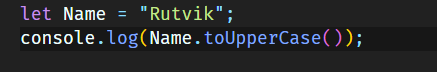 let Name = "Rutvik";
console.log(Name.toUpperCase());